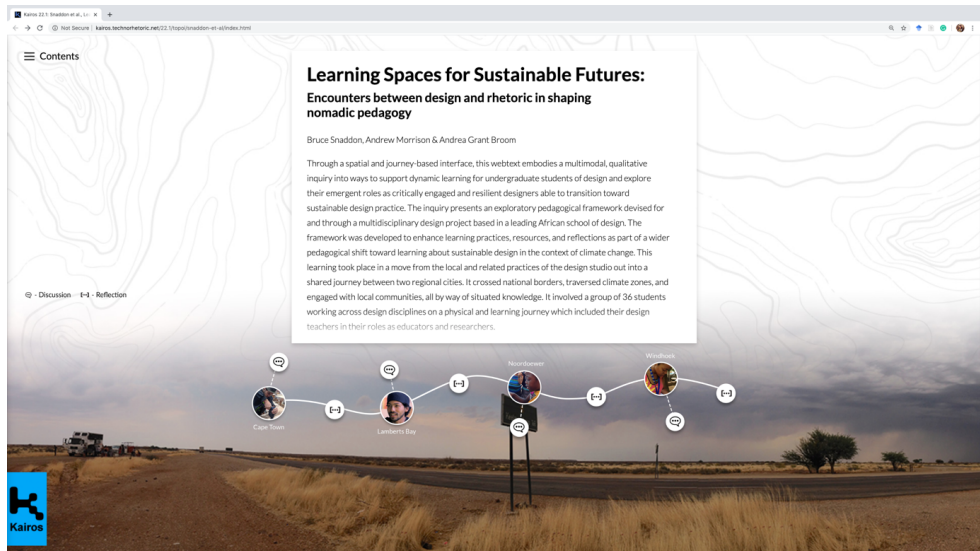 Kairos 22.1: Snaddon et al., Le
Not Secure | kairos.technorhetoric.net/22.1/topoi/snaddon-et-al/index.html
Contents
Learning Spaces for Sustainable Futures:
Encounters between design and rhetoric in shaping
nomadic pedagogy
Bruce Snaddon, Andrew Morrison & Andrea Grant Broom
Through a spatial and journey-based interface, this webtext embodies a multimodal, qualitative
inquiry into ways to support dynamic learning for undergraduate students of design and explore
their emergent roles as critically engaged and resilient designers able to transition toward
sustainable design practice. The inquiry presents an exploratory pedagogical framework devised for
and through a multidisciplinary design project based in a leading African school of design. The
framework was developed to enhance learning practices, resources, and reflections as part of a wider
pedagogical shift toward learning about sustainable design in the context of climate change. This
learning took place in a move from the local and related practices of the design studio out into a
shared journey between two regional cities. It crossed national borders, traversed climate zones, and
engaged with local communities, all by way of situated knowledge. It involved a group of 36 students
working across design disciplines on a physical and learning journey which included their design
teachers in their roles as educators and researchers.
- Discussion [···] - Reflection
Cape Town
Lamberts Bay
Noordoewer
Windhoek
Kairos